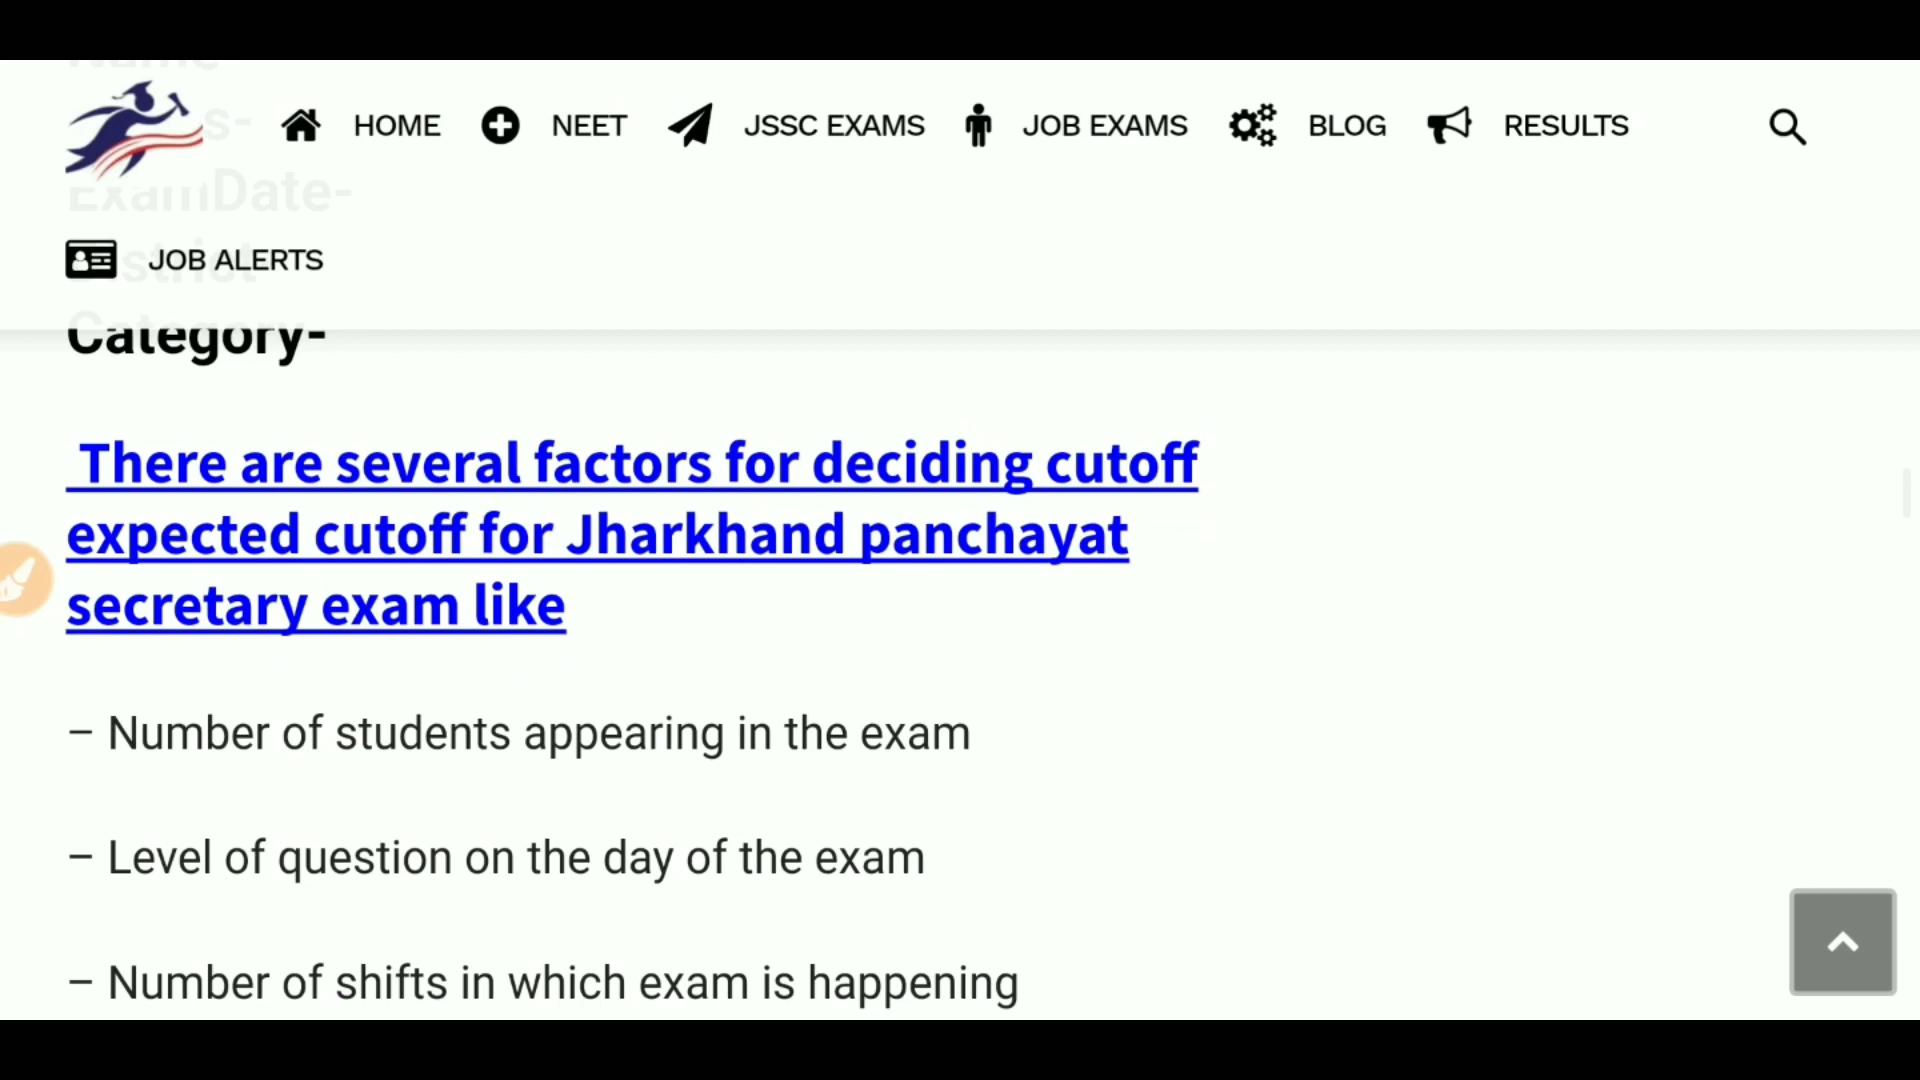 HOME NEET JSSC EXAMS JOB EXAMS BLOG RESULTS
ExamDate-
JOB ALERTS
Category-
There are several factors for deciding cutoff
expected cutoff for Jharkhand panchayat
secretary exam like
– Number of students appearing in the exam
– Level of question on the day of the exam
– Number of shifts in which exam is happening